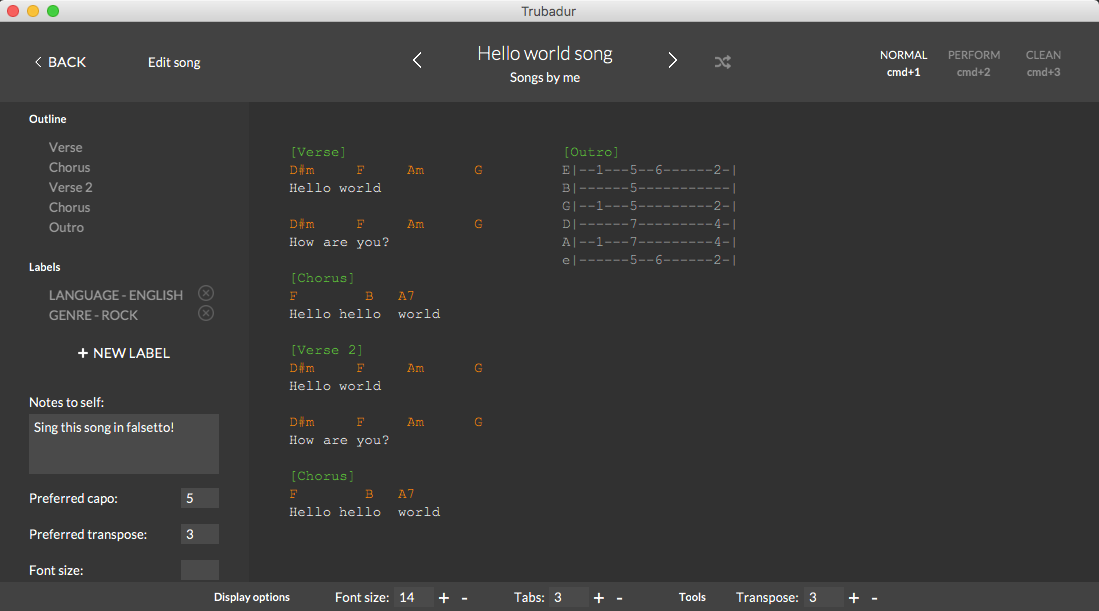 Trubadur
BACK
Edit song
Hello world song
Songs by me
NORMAL PERFORM CLEAN
cmd+1 cmd+2 cmd+3
Outline
Verse
Chorus
Verse 2
Chorus
Outro
Labels
LANGUAGE - ENGLISH
GENRE - ROCK
+ NEW LABEL
Notes to self:
Sing this song in falsetto!
Preferred capo: 5
Preferred transpose: 3
Font size:
[Verse]
D#m     F     Am      G
Hello world
D#m     F     Am      G
How are you?
[Chorus]
F        B   A7
Hello hello  world
[Verse 2]
D#m     F     Am      G
Hello world
D#m     F     Am      G
How are you?
[Chorus]
F        B   A7
Hello hello  world
[Outro]
E|--1---5--6------2-|
B|------5-----------|
G|--1---5---------2-|
D|------7---------4-|
A|--1---7---------4-|
e|------5--6------2-|
Display options Font size: 14 + - Tabs: 3 + - Tools Transpose: 3 + -